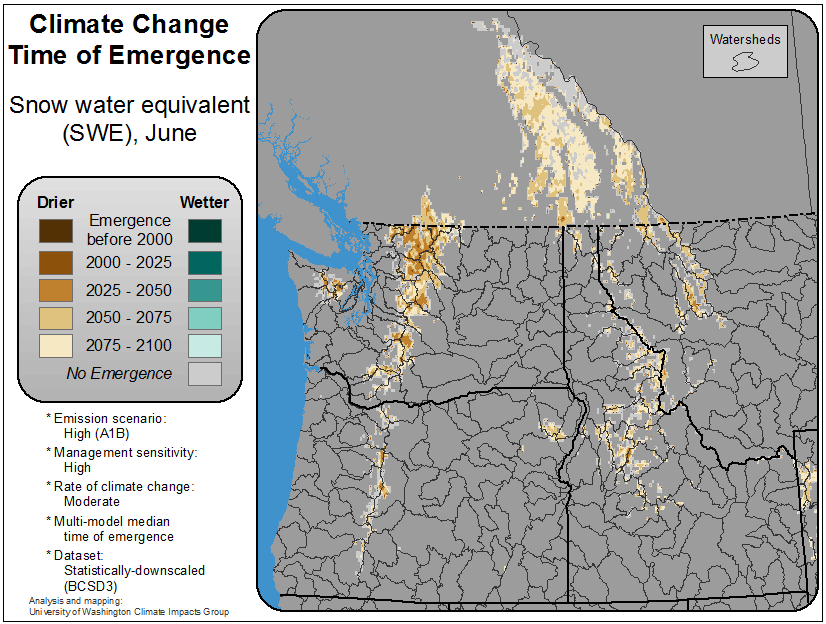 Climate Change
Time of Emergence
Snow water equivalent
(SWE), June
Watersheds
Drier Wetter
Emergence
before 2000
2000 - 2025
2025 - 2050
2050 - 2075
2075 - 2100
No Emergence
* Emission scenario:
High (A1B)
* Management sensitivity:
High
* Rate of climate change:
Moderate
* Multi-model median
time of emergence
* Dataset:
Statistically-downscaled
(BCSD3)
Analysis and mapping:
University of Washington Climate Impacts Group